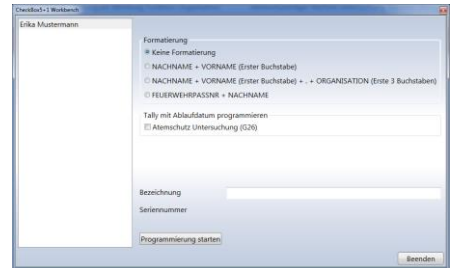 CheckBox5+1 Workbench
Erika Mustermann
Formatierung
Keine Formatierung
NACHNAME + VORNAME (Erster Buchstabe)
NACHNAME + VORNAME (Erster Buchstabe) + . + ORGANISATION (Erste 3 Buchstaben)
FEUERWEHRPASSNR + NACHNAME
Tally mit Ablaufdatum programmieren
Atemschutz Untersuchung (G26)
Bezeichnung
Seriennummer
Programmierung starten
Beenden